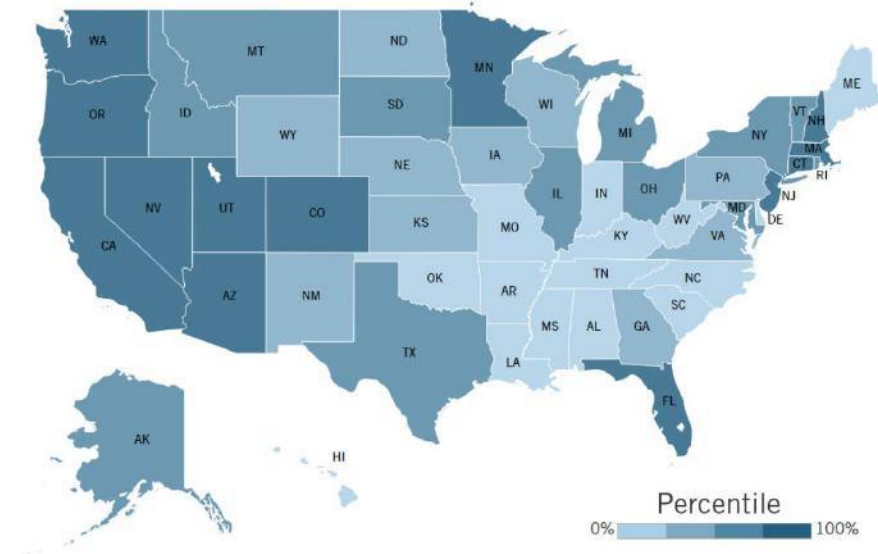 WA
MT
ND
MN
ME
OR
ID
SD
WI
VT
NH
WY
MI
NY
MA
CT
RI
NE
IA
PA
NJ
NV
UT
CO
IL
IN
OH
MD
DE
CA
KS
MO
WV
VA
KY
AZ
NM
OK
AR
TN
NC
SC
MS
AL
GA
TX
LA
FL
AK
HI
Percentile
0% 100%